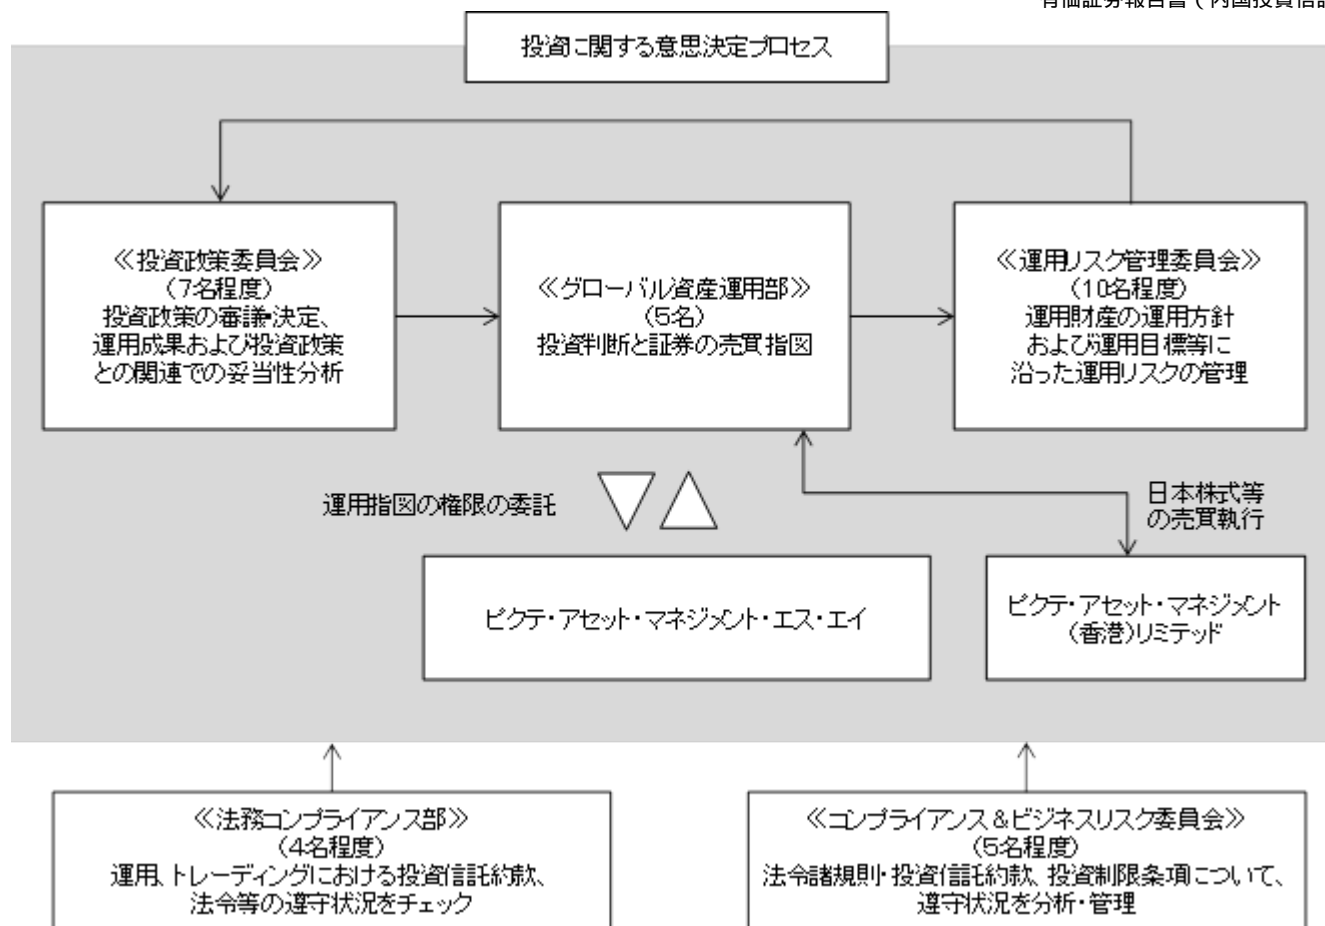 有価証券報告書（内国投資信託
投資に関する意思決定プロセス
≪投資政策委員会≫
(7名程度)
投資政策の審議・決定、
運用成果および投資政策
との関連での妥当性分析
≪グローバル資産運用部≫
(5名)
投資判断と証券の売買指図
≪運用リスク管理委員会≫
(10名程度)
運用財産の運用方針
および運用目標等に
沿った運用リスクの管理
運用指図の権限の委託
日本株式等
の売買執行
ピクテ・アセット・マネジメント・エス・エイ
ピクテ・アセット・マネジメント
(香港)リミテッド
≪法務コンプライアンス部≫
(4名程度)
運用、トレーディングにおける投資信託約款、
法令等の遵守状況をチェック
≪コンプライアンス＆ビジネスリスク委員会≫
(5名程度)
法令諸規則・投資信託約款、投資制限条項について、
遵守状況を分析・管理